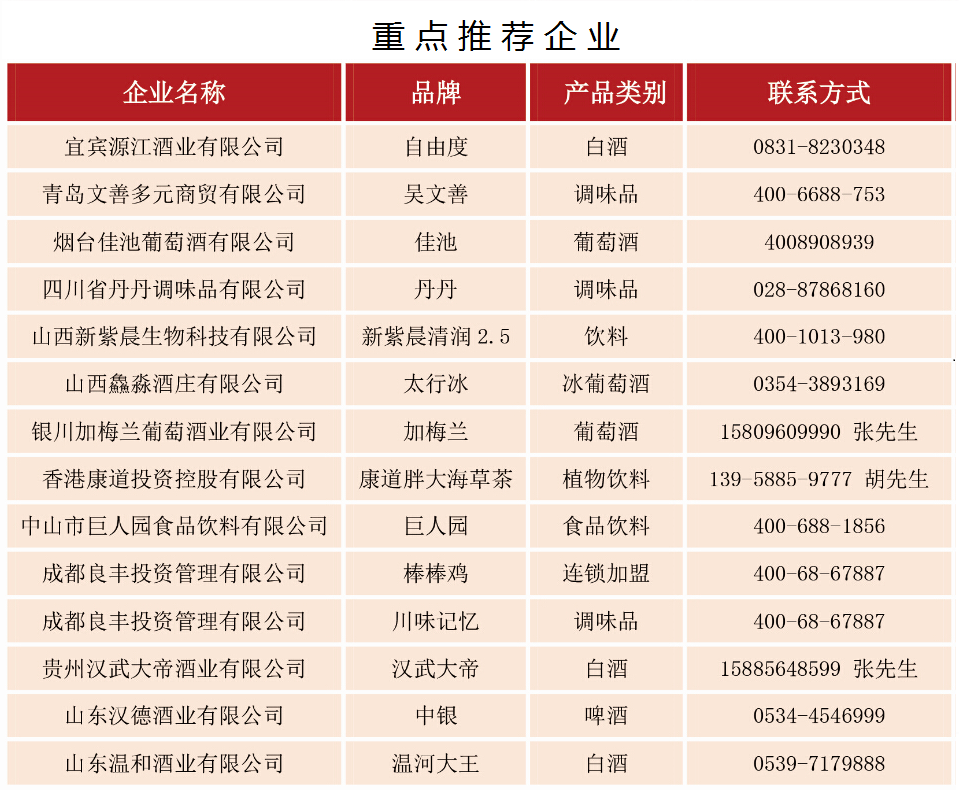 重点推荐企业
企业名称 品牌 产品类别 联系方式
宜宾源江酒业有限公司 自由度 白酒 0831-8230348
青岛文善多元商贸有限公司 吴文善 调味品 400-6688-753
烟台佳池葡萄酒有限公司 佳池 葡萄酒 4008908939
四川省丹丹调味品有限公司 丹丹 调味品 028-87868160
山西新紫晨生物科技有限公司 新紫晨清润2.5 饮料 400-1013-980
山西鱻淼酒庄有限公司 太行冰 冰葡萄酒 0354-3893169
银川加梅兰葡萄酒业有限公司 加梅兰 葡萄酒 15809609990 张先生
香港康道投资控股有限公司 康道胖大海草茶 植物饮料 139-5885-9777 胡先生
中山市巨人园食品饮料有限公司 巨人园 食品饮料 400-688-1856
成都良丰投资管理有限公司 棒棒鸡 连锁加盟 400-68-67887
成都良丰投资管理有限公司 川味记忆 调味品 400-68-67887
贵州汉武大帝酒业有限公司 汉武大帝 白酒 15885648599 张先生
山东汉德酒业有限公司 中银 啤酒 0534-4546999
山东温和酒业有限公司 温河大王 白酒 0539-7179888